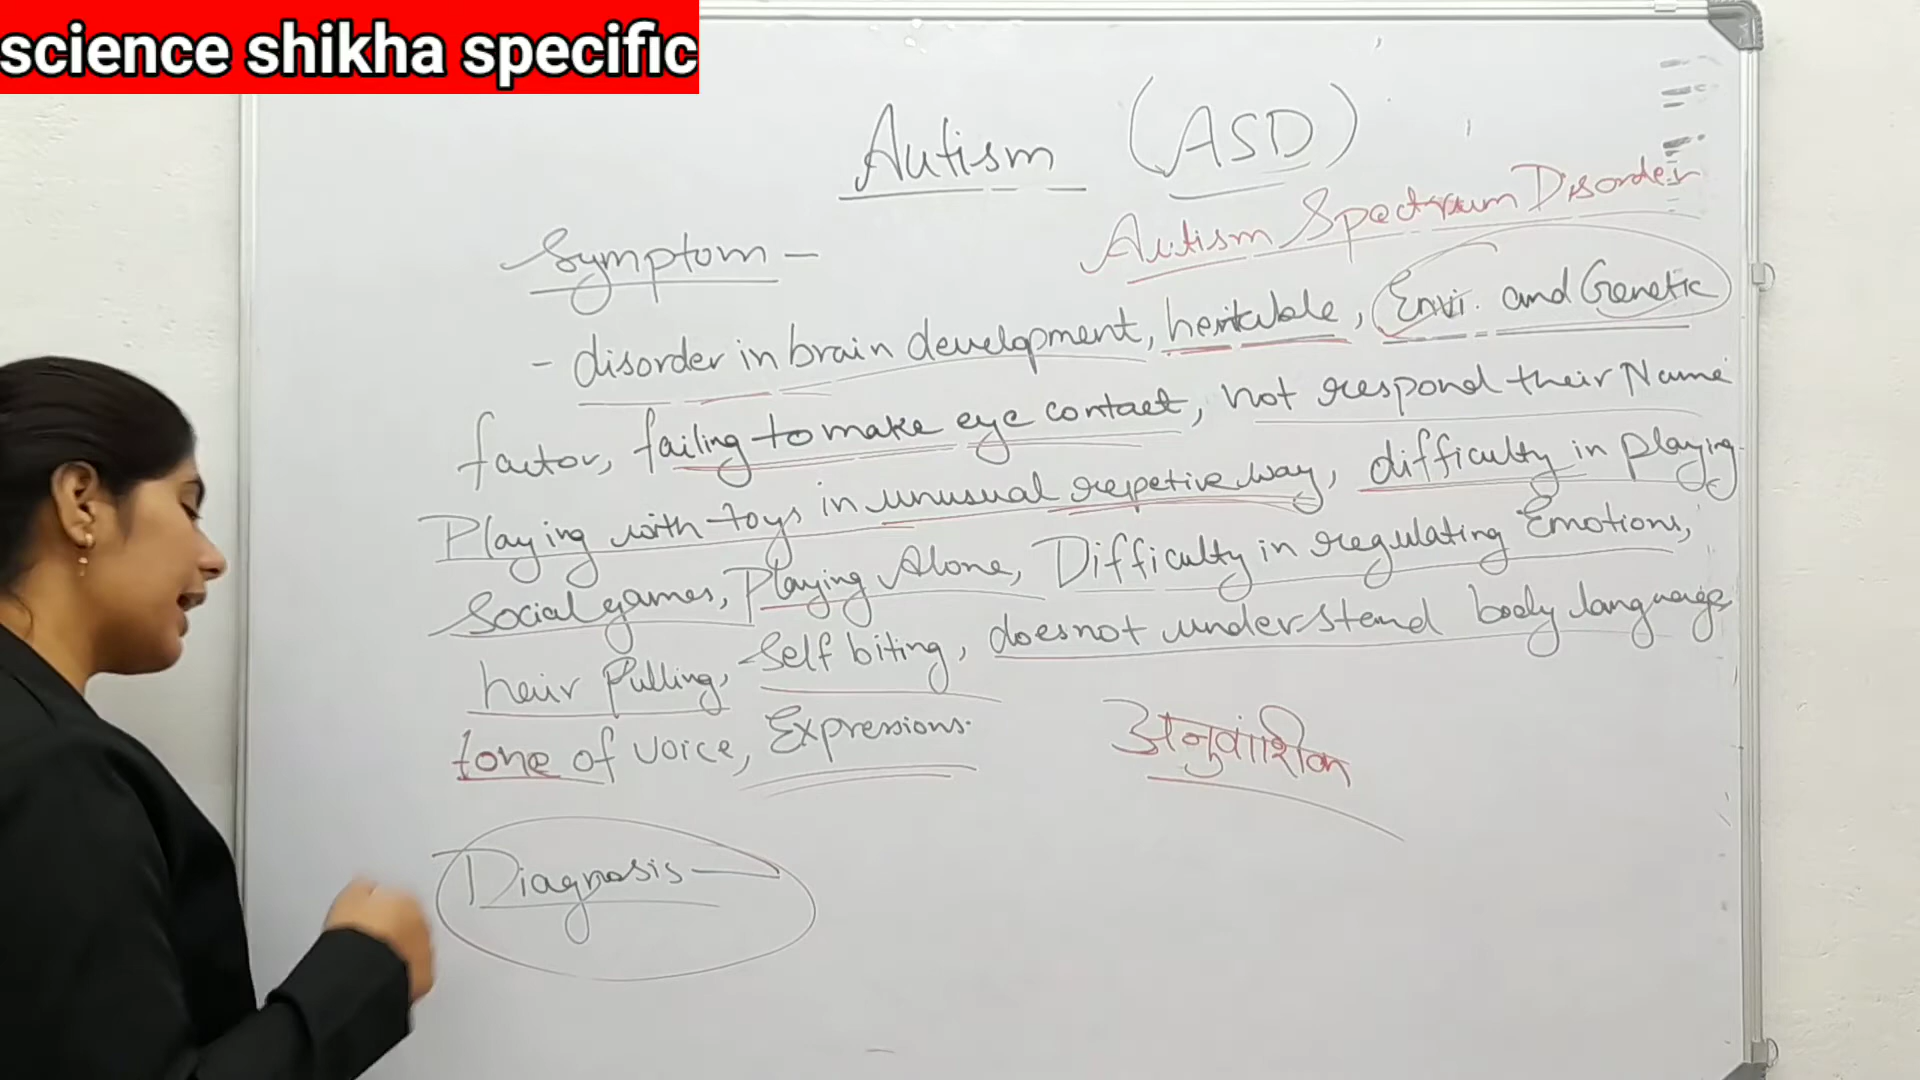 science shikha specific
Autism (ASD)
Autism Spectrum Disorder
Symptom -
- disorder in brain development, heritable, Envi. and Genetic
factor, failing to make eye contact, not respond their Name
Playing with toys in unusual repetive way, difficulty in playing
Social games, Playing Alone, Difficulty in regulating Emotions,
heir Pulling, Self biting, doesnot understand body language
tone of voice, Expressions.
अनुवांशिक
Diagnosis -